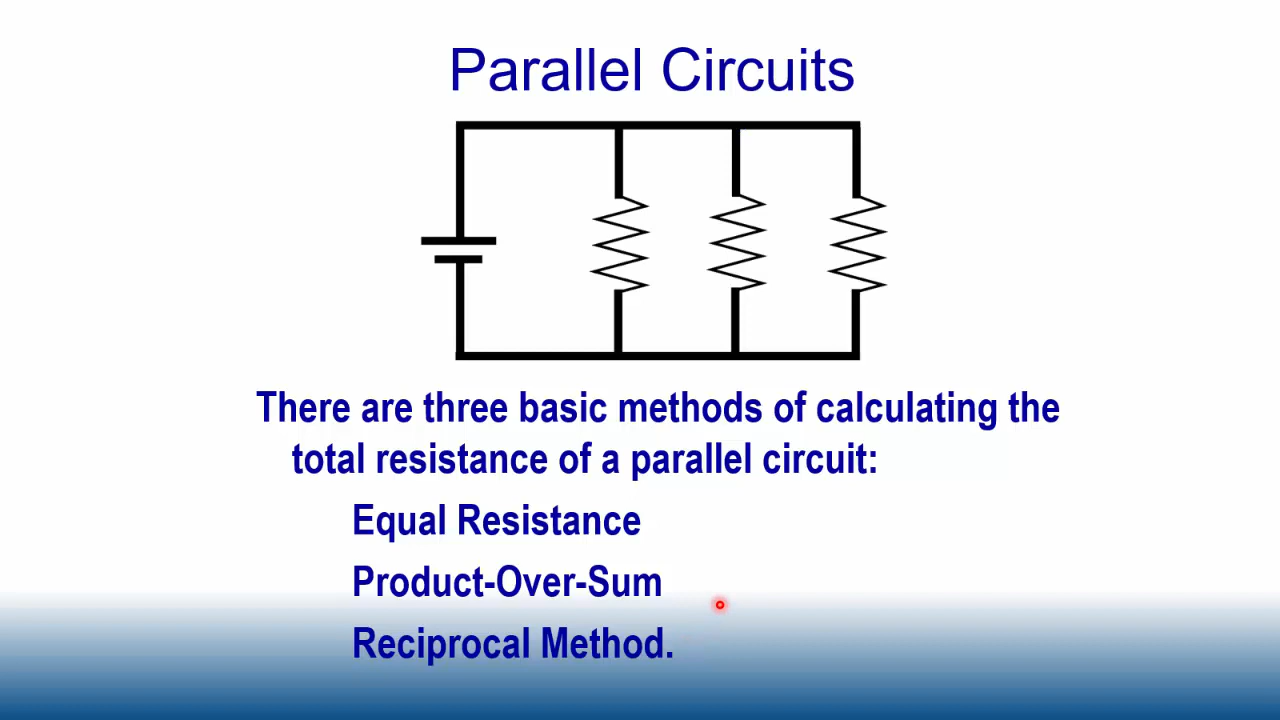 Parallel Circuits
There are three basic methods of calculating the
total resistance of a parallel circuit:
Equal Resistance
Product-Over-Sum
Reciprocal Method.